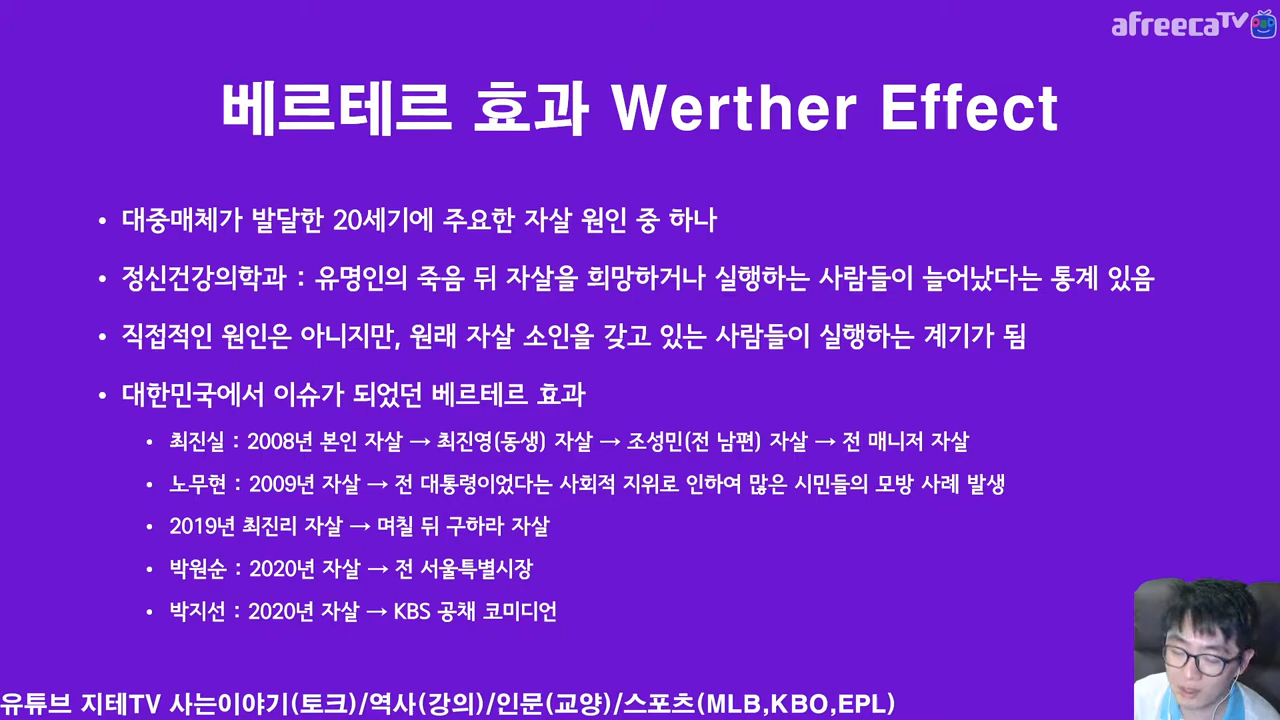 afreecaTV
베르테르 효과 Werther Effect
• 대중매체가 발달한 20세기에 주요한 자살 원인 중 하나
• 정신건강의학과 : 유명인의 죽음 뒤 자살을 희망하거나 실행하는 사람들이 늘어났다는 통계 있음
• 직접적인 원인은 아니지만, 원래 자살 소인을 갖고 있는 사람들이 실행하는 계기가 됨
• 대한민국에서 이슈가 되었던 베르테르 효과
• 최진실 : 2008년 본인 자살 → 최진영(동생) 자살 → 조성민(전 남편) 자살 → 전 매니저 자살
• 노무현 : 2009년 자살 → 전 대통령이었다는 사회적 지위로 인하여 많은 시민들의 모방 사례 발생
• 2019년 최진리 자살 → 며칠 뒤 구하라 자살
• 박원순 : 2020년 자살 → 전 서울특별시장
• 박지선 : 2020년 자살 → KBS 공채 코미디언
유튜브 지테TV 사는이야기(토크)/역사(강의)/인문(교양)/스포츠(MLB,KBO,EPL)